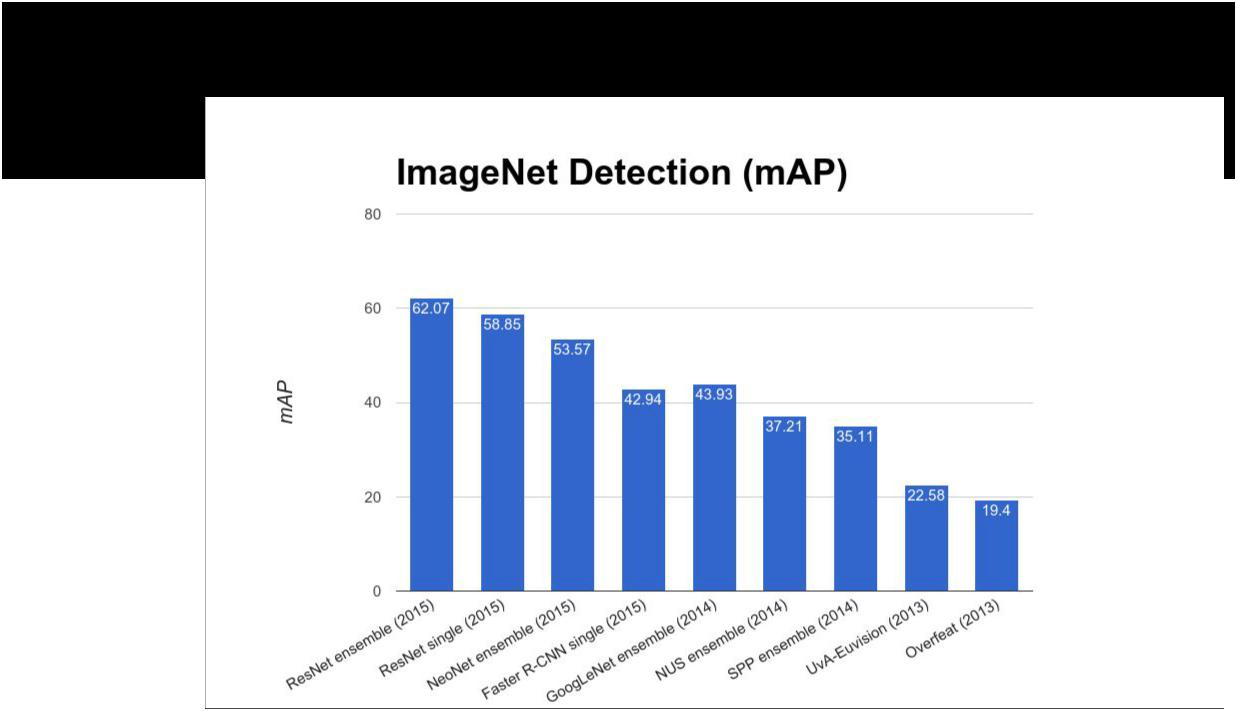 ImageNet Detection (mAP)
80
60
40
20
0
mAP
62.07
58.85
53.57
42.94
43.93
37.21
35.11
22.58
19.4
ResNet ensemble (2015)
ResNet single (2015)
NeoNet ensemble (2015)
Faster R-CNN single (2015)
GoogLeNet ensemble (2014)
NUS ensemble (2014)
SPP ensemble (2014)
UvA-Euvision (2013)
Overfeat (2013)